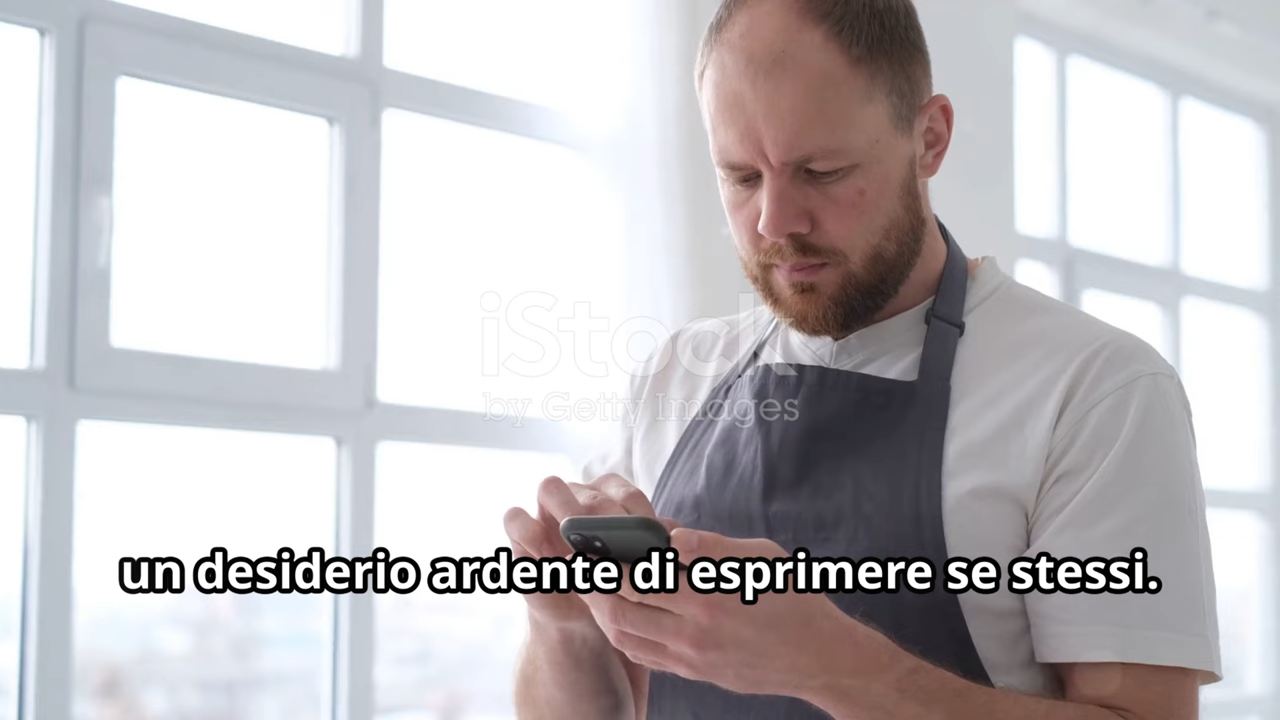 iStock
by Getty Images
un desiderio ardente di esprimere se stessi.